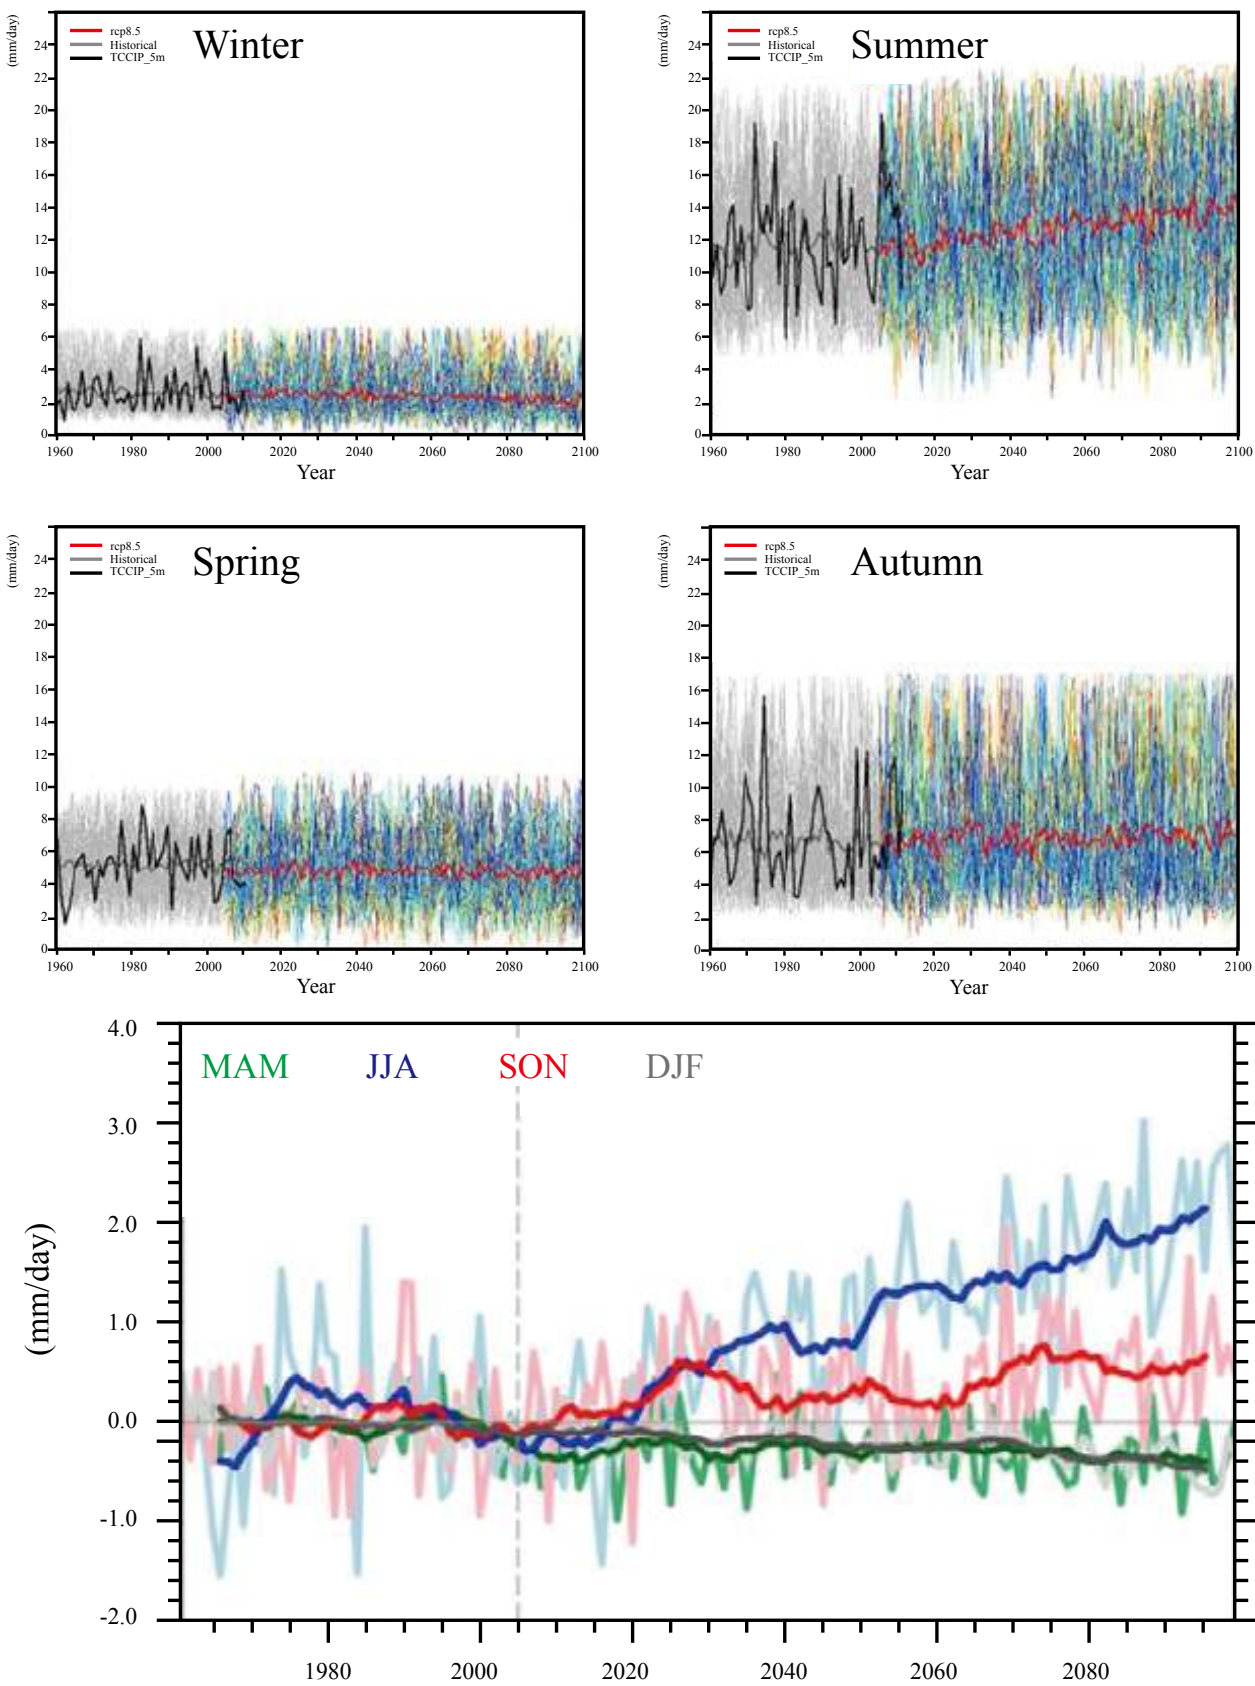 (mm/day)
rcp8.5
Historical
TCCIP_5m
Winter
24
22
20
18
16
14
12
10
8
6
4
2
0
1960 1980 2000 2020 2040 2060 2080 2100
Year
(mm/day)
rcp8.5
Historical
TCCIP_5m
Summer
24
22
20
18
16
14
12
10
8
6
4
2
0
1960 1980 2000 2020 2040 2060 2080 2100
Year
(mm/day)
rcp8.5
Historical
TCCIP_5m
Spring
24
22
20
18
16
14
12
10
8
6
4
2
0
1960 1980 2000 2020 2040 2060 2080 2100
Year
(mm/day)
rcp8.5
Historical
TCCIP_5m
Autumn
24
22
20
18
16
14
12
10
8
6
4
2
0
1960 1980 2000 2020 2040 2060 2080 2100
Year
MAM JJA SON DJF
(mm/day)
4.0
3.0
2.0
1.0
0.0
-1.0
-2.0
1980 2000 2020 2040 2060 2080